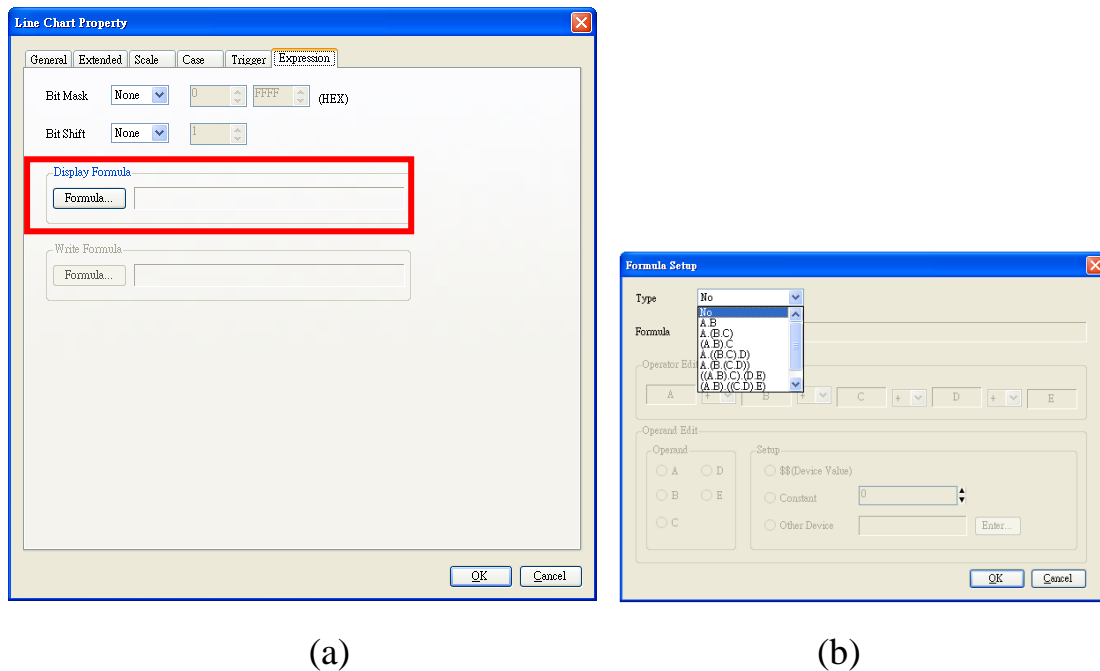 Line Chart Property
General Extended Scale Case Trigger Expression
Bit Mask None 0 FFFF (HEX)
Bit Shift None 1
Display Formula
Formula...
Write Formula
Formula...
OK Cancel
(a)
Formula Setup
Type No
No
A.B
A.(B.C)
(A.B).C
A.((B.C).D)
A.(B.(C.D))
((A.B).C).(D.E)
(A.B).((C.D).E)
Formula
Operator Edit
A + B + C + D + E
Operand Edit
Operand
A D
B E
C
Setup
$$(Device Value)
Constant 0
Other Device Enter...
OK Cancel
(b)